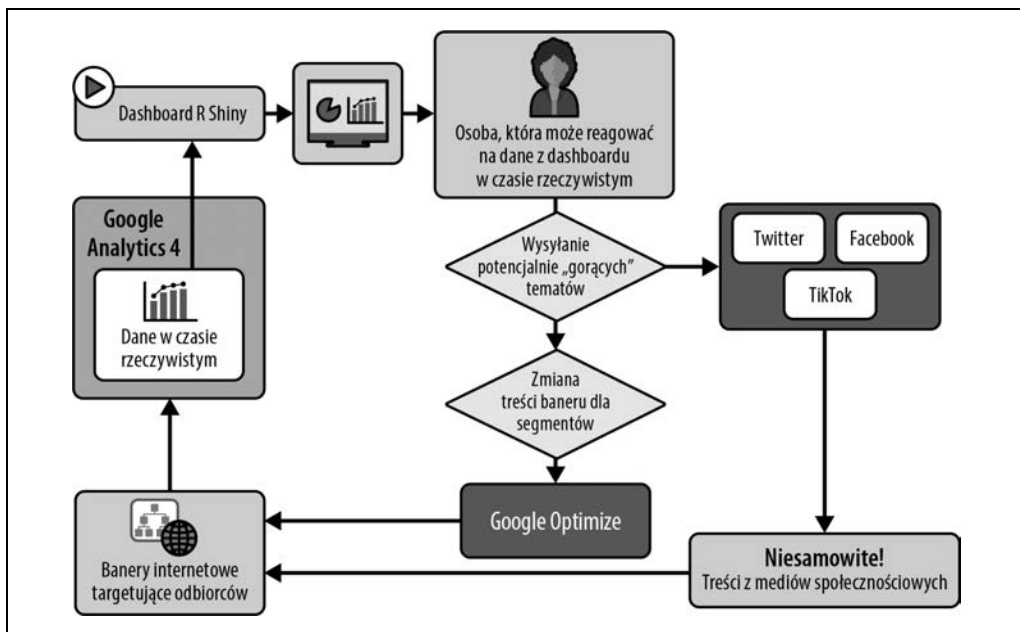 Dashboard R Shiny
Osoba, która może reagować
na dane z dashboardu
w czasie rzeczywistym
Google
Analytics 4
Dane w czasie
rzeczywistym
Wysyłanie
potencjalnie „gorących”
tematów
Twitter
Facebook
TikTok
Zmiana
treści baneru dla
segmentów
Google Optimize
Banery internetowe
targetujące odbiorców
Niesamowite!
Treści z mediów społecznościowych